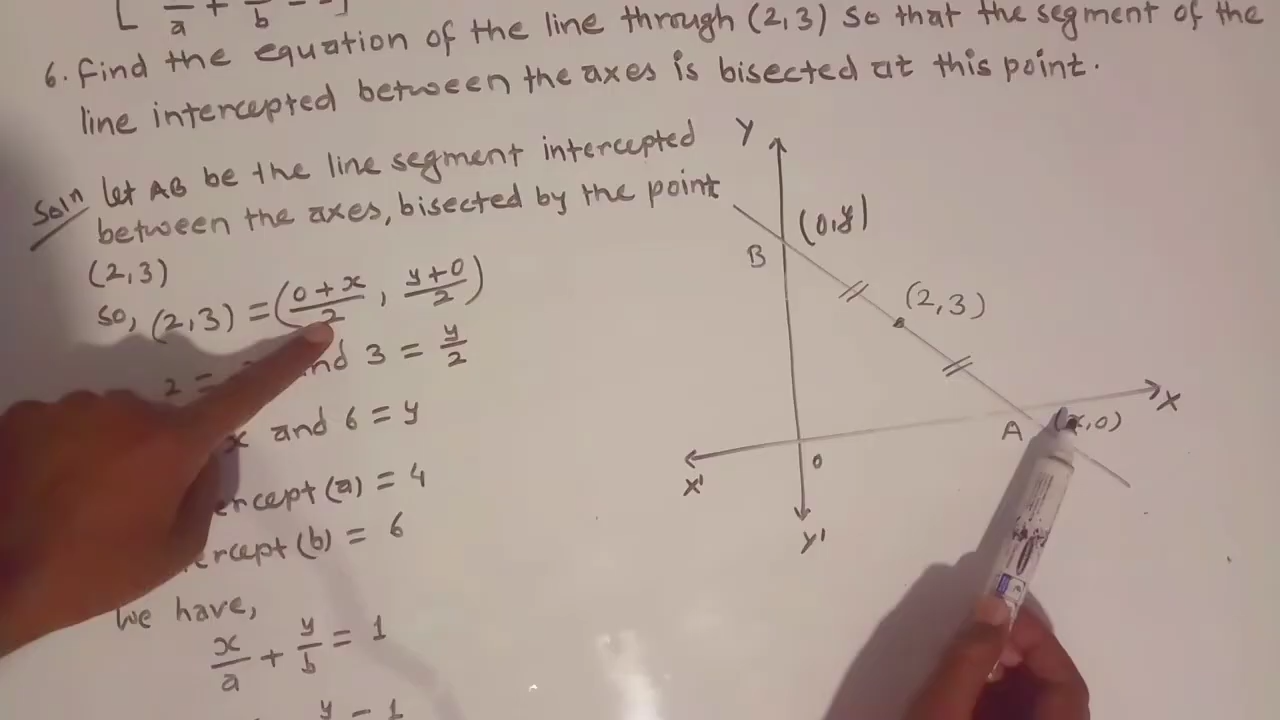 a b
6. Find the equation of the line through (2,3) so that the segment of the
line intercepted between the axes is bisected at this point.
Soln let AB be the line segment intercepted
between the axes, bisected by the point
(2,3)
so, (2,3) = (0+x/2, y+0/2)
2 = and 3 = y/2
x and 6 = y
ercept (a) = 4
ercept (b) = 6
we have,
x/a + y/b = 1
y = 1
Y
(0,y)
B
(2,3)
X
A (x,0)
O
X'
Y'